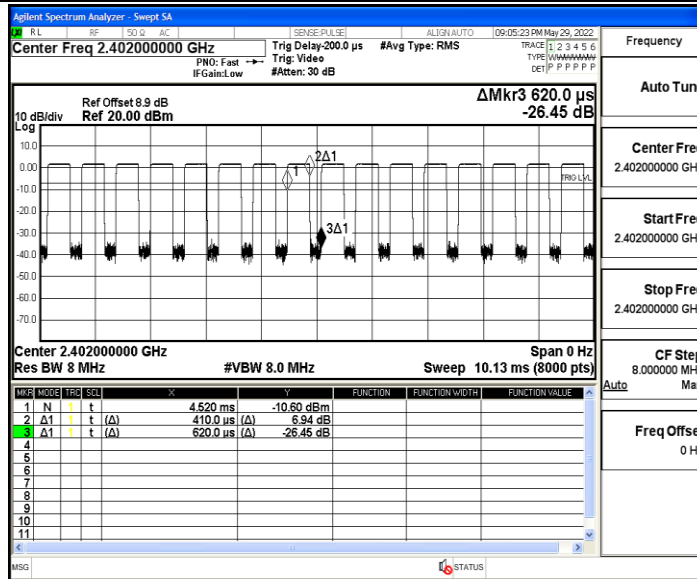 Agilent Spectrum Analyzer - Swept SA
RL RF 50 Ω AC SENSE:PULSE ALIGN AUTO 09:05:23 PM May 29, 2022
Center Freq 2.402000000 GHz
PNO: Fast
IFGain:Low
Trig Delay-200.0 µs
Trig: Video
#Atten: 30 dB
#Avg Type: RMS
TRACE 1 2 3 4 5 6
TYPE WWWWWW
DET P P P P P P
Ref Offset 8.9 dB
10 dB/div Ref 20.00 dBm
Log
ΔMkr3 620.0 µs
-26.45 dB
10.0
0.00
-10.0
-20.0
-30.0
-40.0
-50.0
-60.0
-70.0
1
2Δ1
3Δ1
TRIG LVL
Center 2.402000000 GHz Span 0 Hz
Res BW 8 MHz #VBW 8.0 MHz Sweep 10.13 ms (8000 pts)
MKR MODE TRC SCL X Y FUNCTION FUNCTION WIDTH FUNCTION VALUE
1 N 1 t 4.520 ms -10.60 dBm
2 Δ1 1 t (Δ) 410.0 µs (Δ) 6.94 dB
3 Δ1 1 t (Δ) 620.0 µs (Δ) -26.45 dB
4
5
6
7
8
9
10
11
MSG STATUS
Frequency
Auto Tun
Center Fre
2.402000000 GH
Start Fre
2.402000000 GH
Stop Fre
2.402000000 GH
CF Step
8.000000 MH
Auto Ma
Freq Offse
0 H